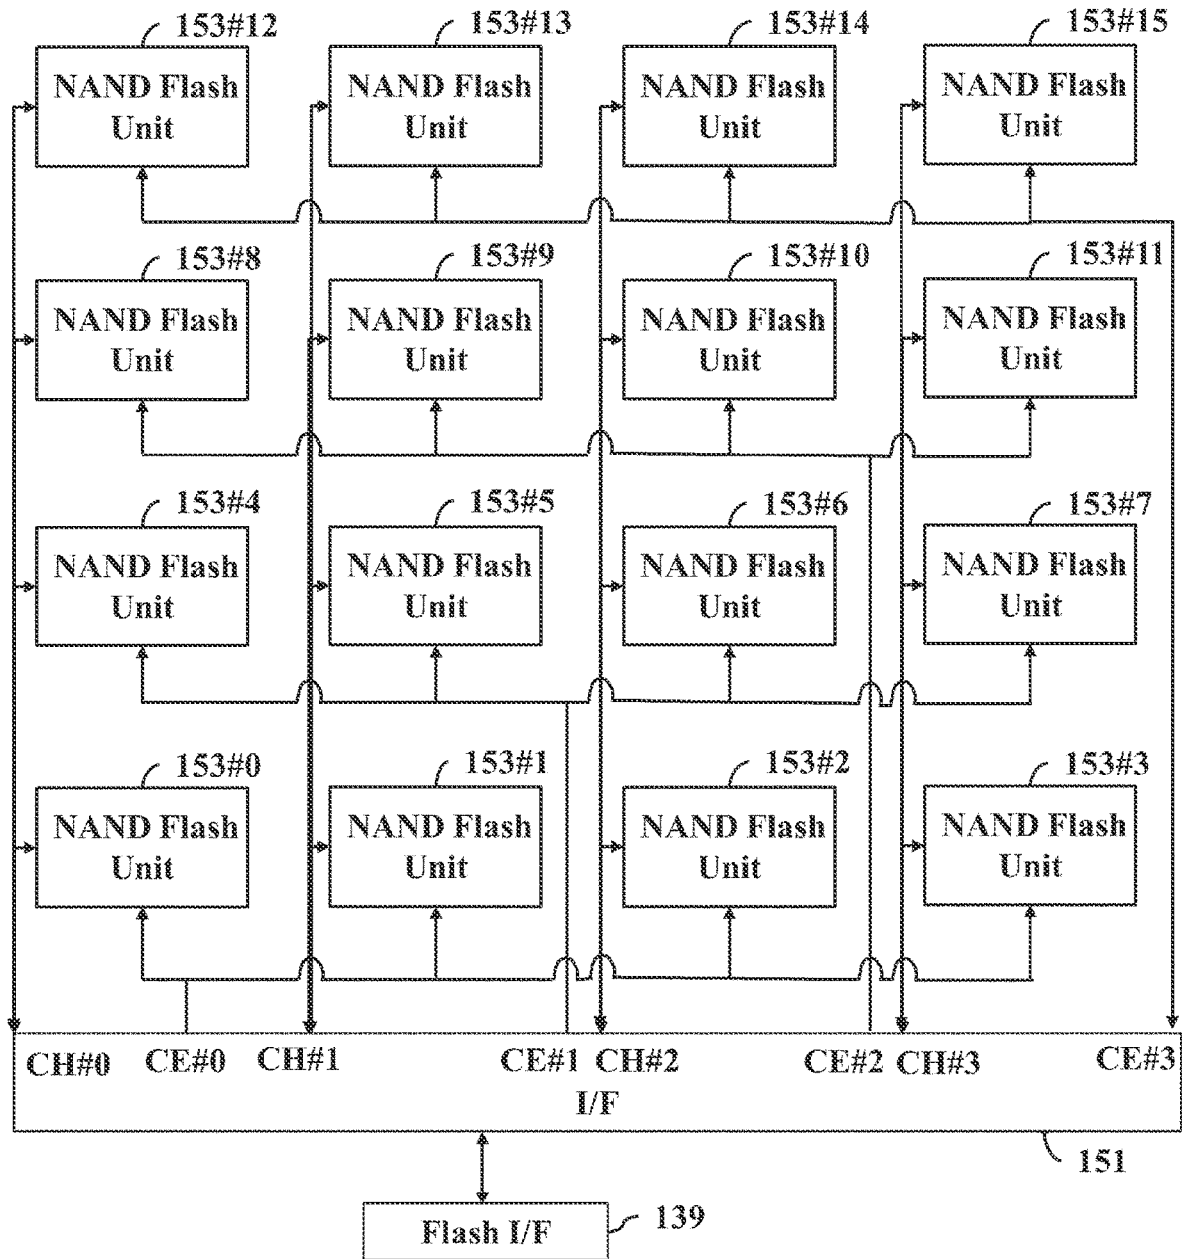 153#12 153#13 153#14 153#15
NAND Flash NAND Flash NAND Flash NAND Flash
Unit Unit Unit Unit
153#8 153#9 153#10 153#11
NAND Flash NAND Flash NAND Flash NAND Flash
Unit Unit Unit Unit
153#4 153#5 153#6 153#7
NAND Flash NAND Flash NAND Flash NAND Flash
Unit Unit Unit Unit
153#0 153#1 153#2 153#3
NAND Flash NAND Flash NAND Flash NAND Flash
Unit Unit Unit Unit
CH#0 CE#0 CH#1 CE#1 CH#2 CE#2 CH#3 CE#3
I/F
151
Flash I/F 139